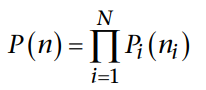 P(n) = ∏_{i=1}^{N} P_i(n_i)